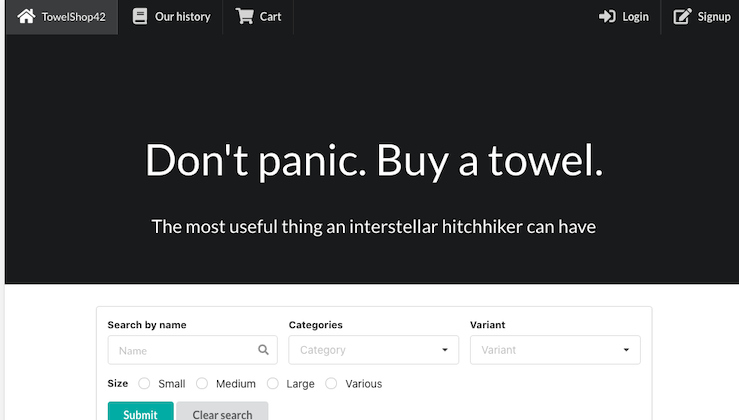 TowelShop42 Our history Cart Login Signup
Don't panic. Buy a towel.
The most useful thing an interstellar hitchhiker can have
Search by name Categories Variant
Name Category Variant
Size Small Medium Large Various
Submit Clear search